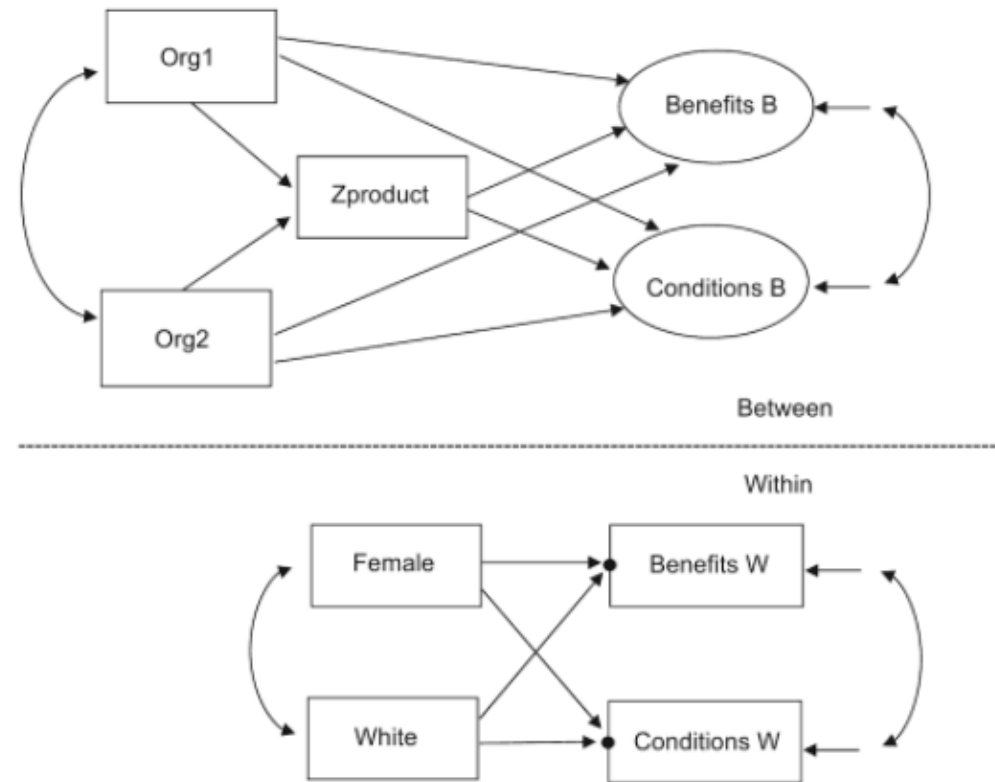 Org1
Benefits B
Zproduct
Conditions B
Org2
Between
Within
Female
Benefits W
White
Conditions W